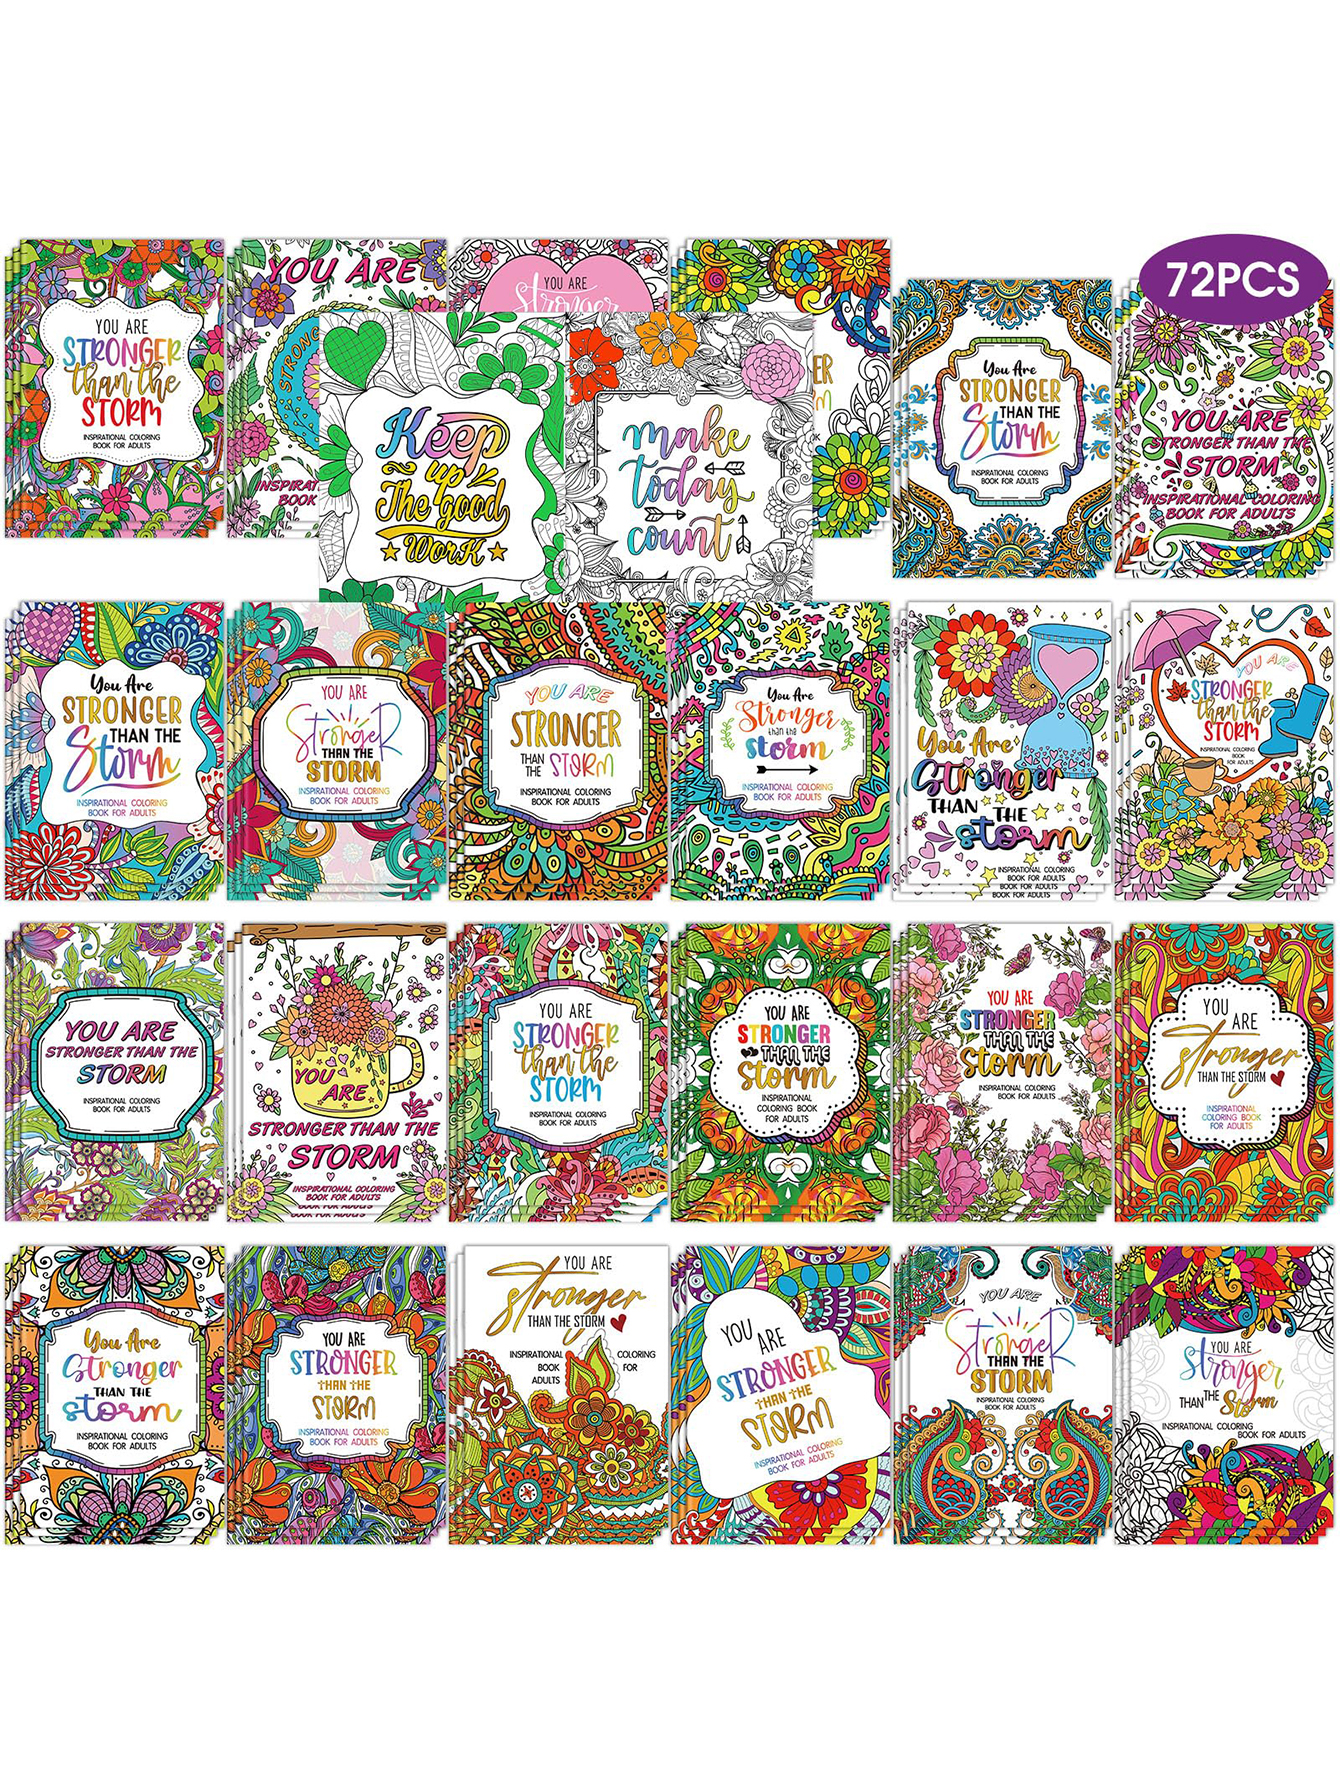 72PCS
YOU ARE
STRONGER
than the
STORM
INSPIRATIONAL COLORING
BOOK FOR ADULTS
YOU ARE
STRONG
INSPIRAT
BOOK
YOU ARE
Stronger
Keep
up
The good
WORK
make
today
count
ER
M
You Are
STRONGER
THAN THE
Storm
INSPIRATIONAL COLORING
BOOK FOR ADULTS
YOU ARE
STRONGER THAN THE
STORM
INSPIRATIONAL COLORING
BOOK FOR ADULTS
You Are
STRONGER
THAN THE
Storm
INSPIRATIONAL COLORING
BOOK FOR ADULTS
YOU ARE
StrongeR
THAN THE
STORM
INSPIRATIONAL COLORING
BOOK FOR ADULTS
YOU ARE
STRONGER
THAN
THE STORM
INSPIRATIONAL COLORING
BOOK FOR ADULTS
You Are
Stronger
than the
storm
INSPIRATIONAL COLORING
BOOK FOR ADULTS
You Are
Stronger
THAN THE
storm
INSPIRATIONAL COLORING
BOOK FOR ADULTS
BOOK FOR ADULTS
YOU ARE
STRONGER
than the
STORM
INSPIRATIONAL COLORING
BOOK FOR
ADULTS
YOU ARE
STRONGER THAN THE
STORM
INSPIRATIONAL COLORING
BOOK FOR ADULTS
YOU
ARE
STRONGER THAN THE
STORM
INSPIRATIONAL COLORING
BOOK FOR ADULTS
BOOK FOR ADULTS
BOOK FOR ADULTS
YOU ARE
STRONGER
than the
STORM
INSPIRATIONAL COLORING
BOOK FOR ADULTS
YOU ARE
STRONGER
THAN THE
Storm
INSPIRATIONAL
COLORING BOOK
FOR ADULTS
YOU ARE
STRONGER
THAN THE
Storm
INSPIRATIONAL COLORING
BOOK FOR ADULTS
YOU
ARE
stronger
THAN THE STORM
INSPIRATIONAL
COLORING BOOK
FOR ADULTS
You Are
Stronger
THAN THE
storm
INSPIRATIONAL COLORING
BOOK FOR ADULTS
YOU ARE
STRONGER
THAN THE
STORM
INSPIRATIONAL COLORING
BOOK FOR ADULTS
YOU ARE
stronger
THAN THE STORM
INSPIRATIONAL COLORING
BOOK FOR
ADULTS
YOU ARE
STRONGER
THAN THE
STORM
INSPIRATIONAL COLORING
BOOK FOR ADULTS
YOU ARE
StrongeR
THAN THE
STORM
INSPIRATIONAL COLORING
BOOK FOR ADULTS
YOU ARE
Stronger
THAN THE Storm
INSPIRATIONAL COLORING
BOOK FOR ADULTS